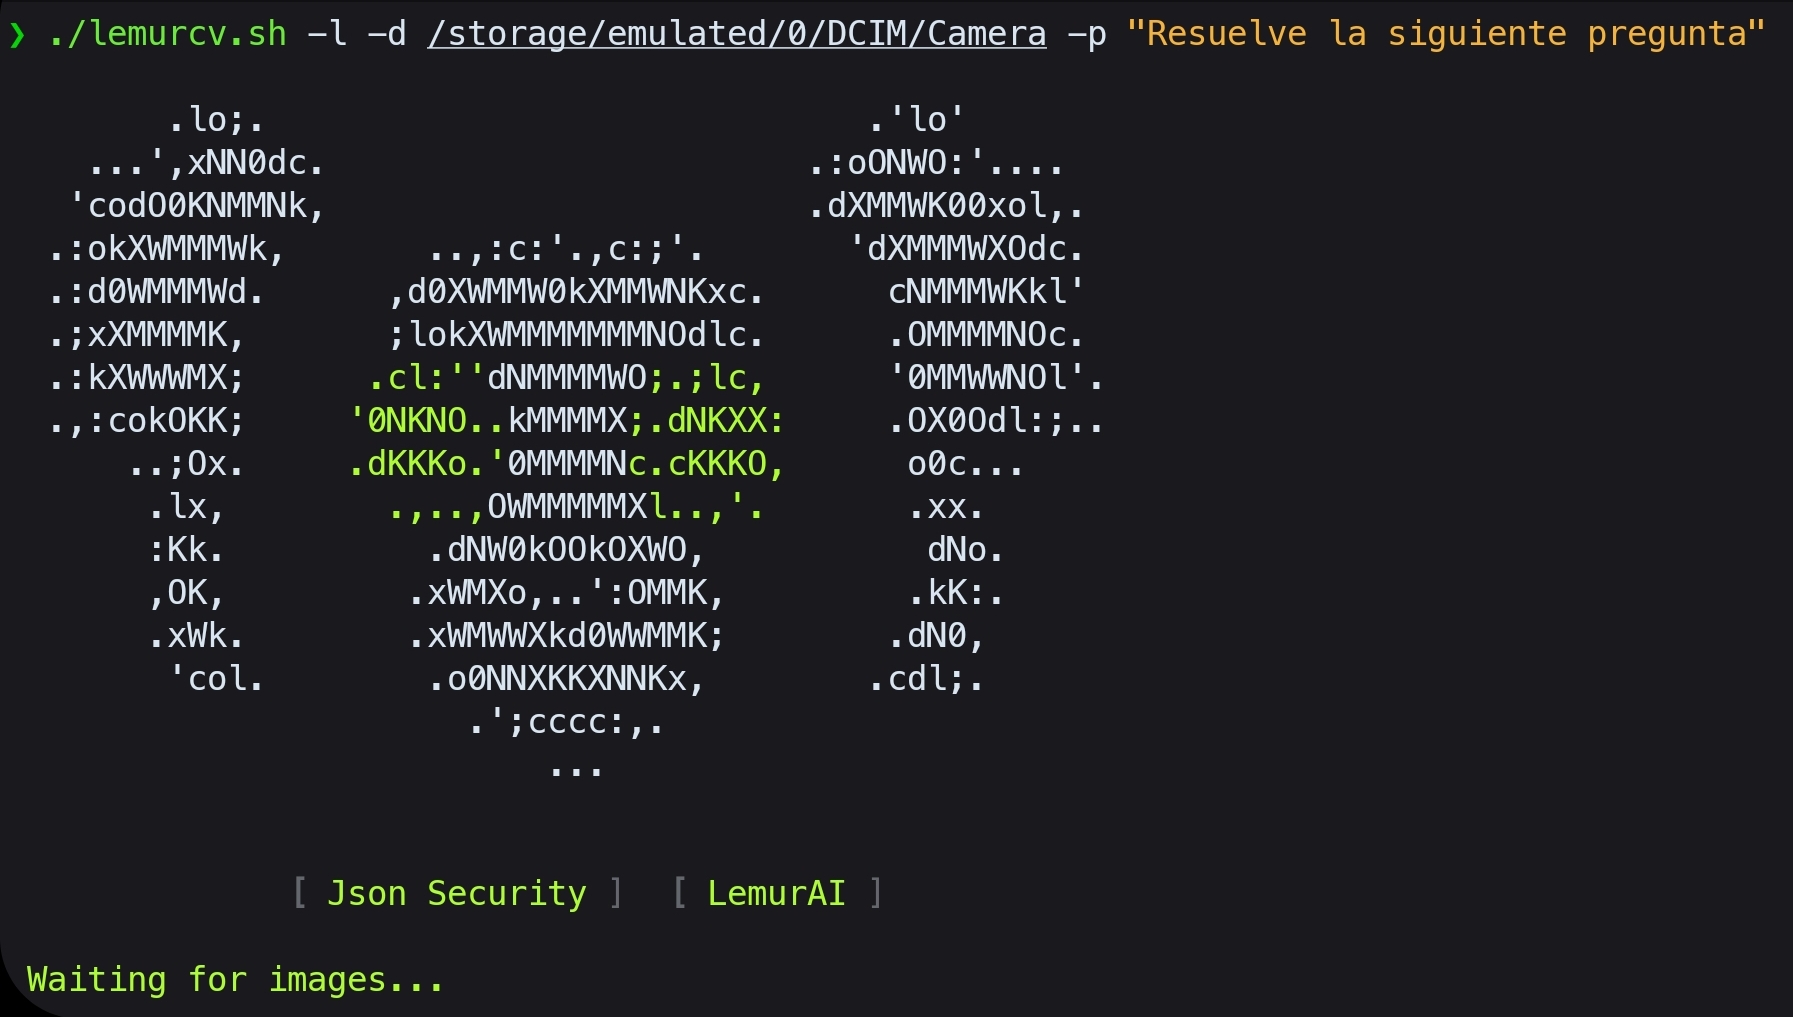 ❯ ./lemurcv.sh -l -d /storage/emulated/0/DCIM/Camera -p "Resuelve la siguiente pregunta"
.lo;.                              .'lo'
...',xNN0dc.                        .:oONWO:'....
'codO0KNMMNk,                        .dXMMWK00xol,.
.:okXWMMMWk,       ..,:c:'.,c:;'.       'dXMMMWXOdc.
.:d0WMMMWd.      ,d0XWMMW0kXMMWNKxc.      cNMMMWKkl'
.;xXMMMMK,       ;lokXWMMMMMMMMNOdlc.      .OMMMMNOc.
.:kXWWWMX;      .cl:''dNMMMMWO;.;lc,      '0MMWWNOl'.
.,:cokOKK;     '0NKNO..kMMMMX;.dNKXX:     .OX0Odl:;..
..;Ox.     .dKKKo.'0MMMMNc.cKKKO,      o0c...
.lx,        .,..,OWMMMMMXl..,'.       .xx.
:Kk.          .dNW0kOOkOXWO,           dNo.
,OK,         .xWMXo,..':OMMK,         .kK:.
.xWk.        .xWMWWXkd0WWMMK;        .dN0,
'col.        .o0NNXKKXNNKx,        .cdl;.
.';cccc:,.
...
[ Json Security ]  [ LemurAI ]
Waiting for images...